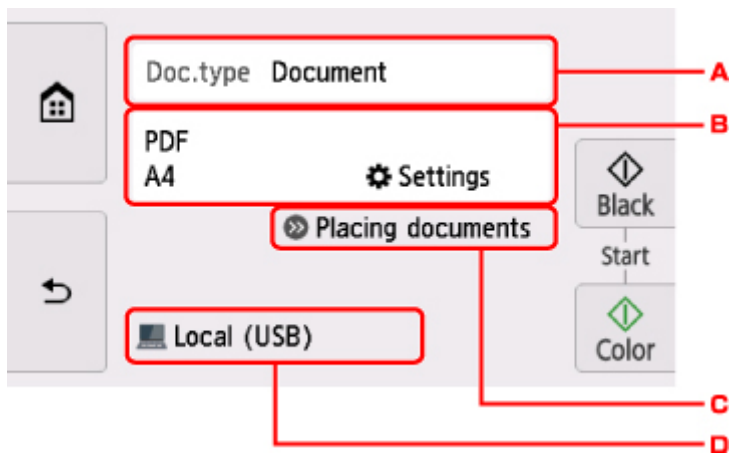 Doc.type Document
A
PDF
B
A4 Settings
Black
Placing documents
Start
Local (USB)
Color
C
D